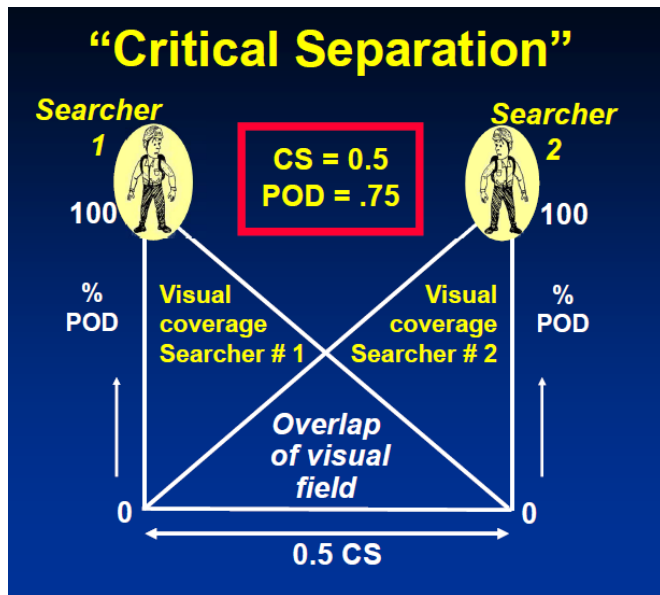 “Critical Separation”
Searcher
1
Searcher
2
CS = 0.5
POD = .75
100
100
%
POD
Visual
coverage
Searcher # 1
Visual
coverage
Searcher # 2
%
POD
Overlap
of visual
field
0
0
0.5 CS